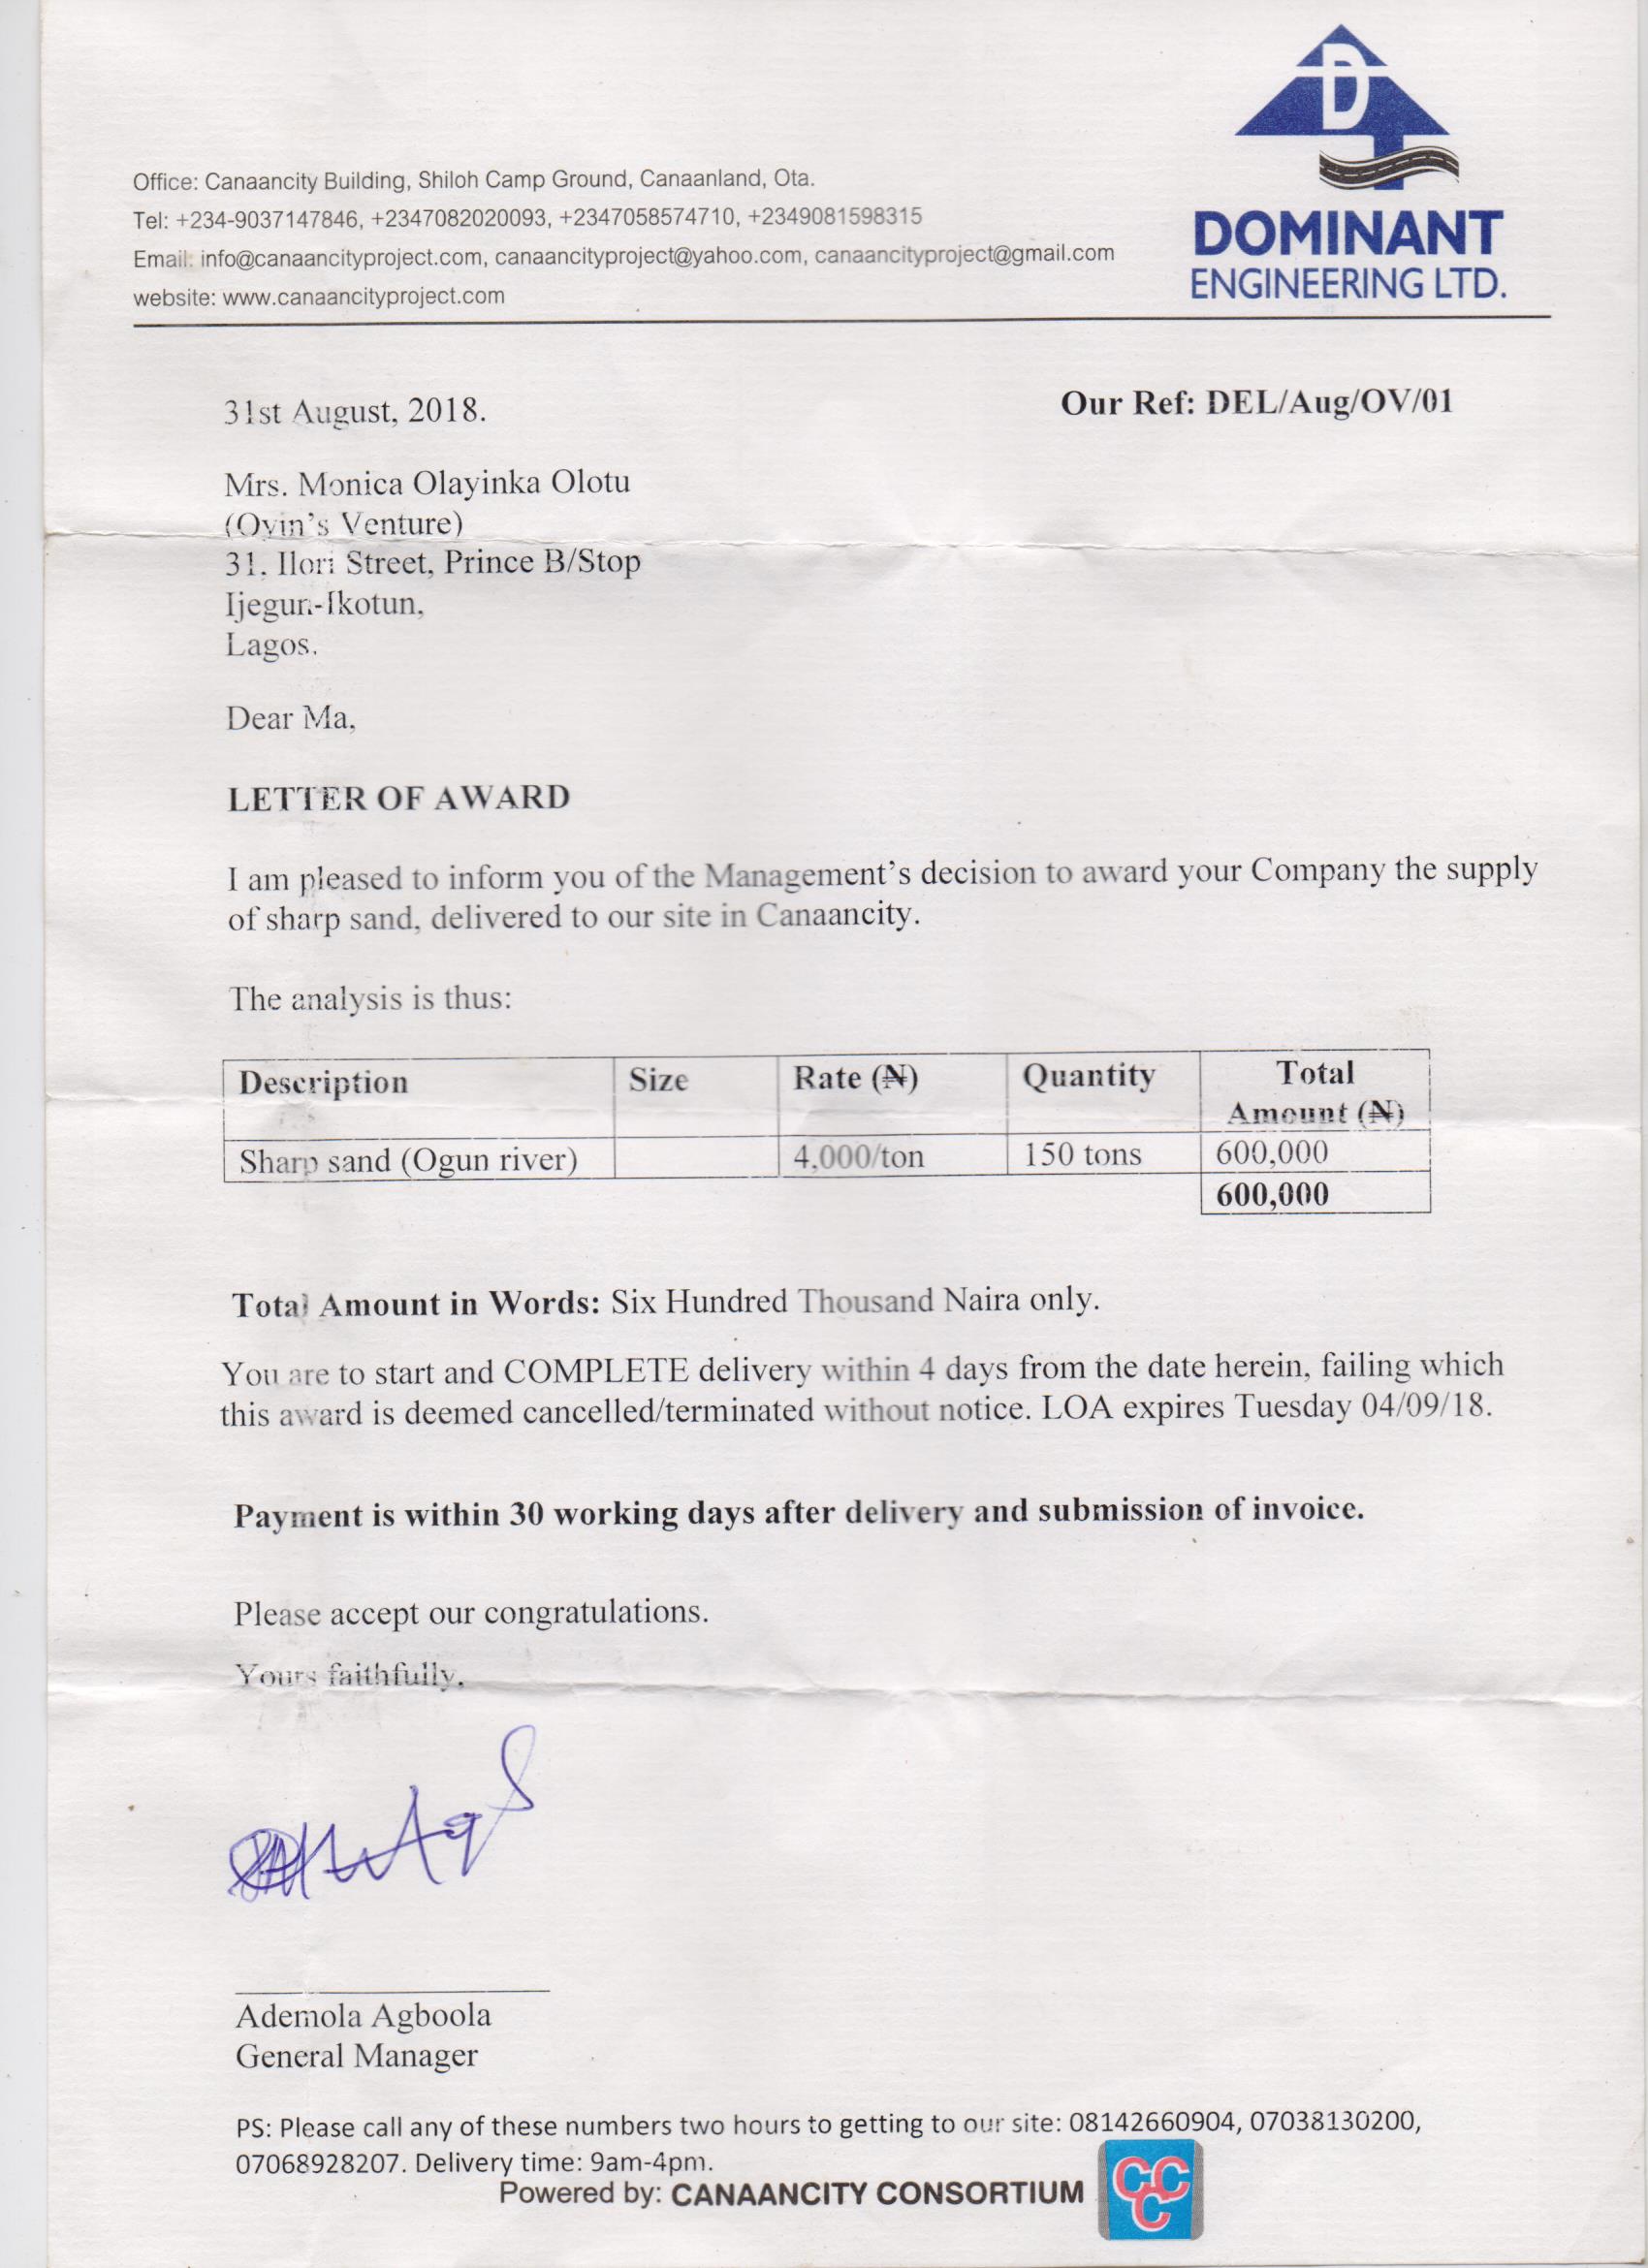 D
DOMINANT
ENGINEERING LTD.
Office: Canaancity Building, Shiloh Camp Ground, Canaanland, Ota.
Tel: +234-9037147846, +2347082020093, +2347058574710, +2349081598315
Email: info@canaancityproject.com, canaancityproject@yahoo.com, canaancityproject@gmail.com
website: www.canaancityproject.com
31st August, 2018.
Our Ref: DEL/Aug/OV/01
Mrs. Monica Olayinka Olotu
(Oyin's Venture)
31, Ilori Street, Prince B/Stop
Ijegun-Ikotun,
Lagos.
Dear Ma,
LETTER OF AWARD
I am pleased to inform you of the Management's decision to award your Company the supply
of sharp sand, delivered to our site in Canaancity.
The analysis is thus:
Description Size Rate (₦) Quantity Total
Amount (₦)
Sharp sand (Ogun river) 4,000/ton 150 tons 600,000
600,000
Total Amount in Words: Six Hundred Thousand Naira only.
You are to start and COMPLETE delivery within 4 days from the date herein, failing which
this award is deemed cancelled/terminated without notice. LOA expires Tuesday 04/09/18.
Payment is within 30 working days after delivery and submission of invoice.
Please accept our congratulations.
Yours faithfully,
Ademola Agboola
General Manager
PS: Please call any of these numbers two hours to getting to our site: 08142660904, 07038130200,
07068928207. Delivery time: 9am-4pm.
Powered by: CANAANCITY CONSORTIUM
CCC